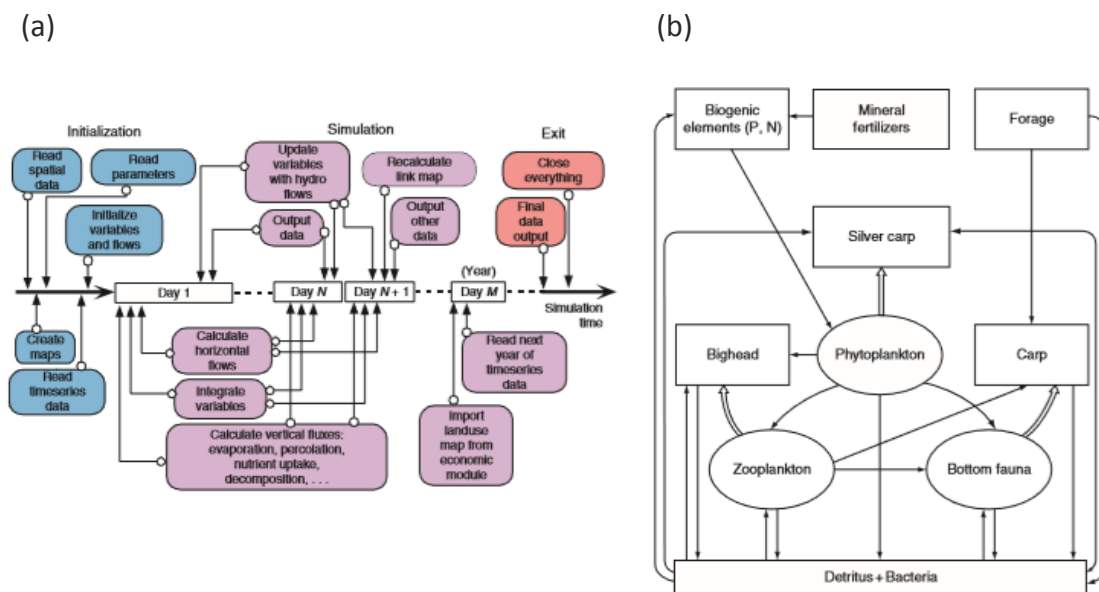 (a)
Initialization
Simulation
Exit
Read
spatial
data
Read
parameters
Initialize
variables
and flows
Update
variables
with hydro
flows
Output
data
Recalculate
link map
Output
other
data
Close
everything
Final
data
output
Day 1
Day N
Day N + 1
(Year)
Day M
Simulation
time
Create
maps
Read
timeseries
data
Calculate
horizontal
flows
Integrate
variables
Calculate vertical fluxes:
evaporation, percolation,
nutrient uptake,
decomposition, . . .
Read next
year of
timeseries
data
Import
landuse
map from
economic
module
(b)
Biogenic
elements (P, N)
Mineral
fertilizers
Forage
Silver carp
Bighead
Phytoplankton
Carp
Zooplankton
Bottom fauna
Detritus + Bacteria